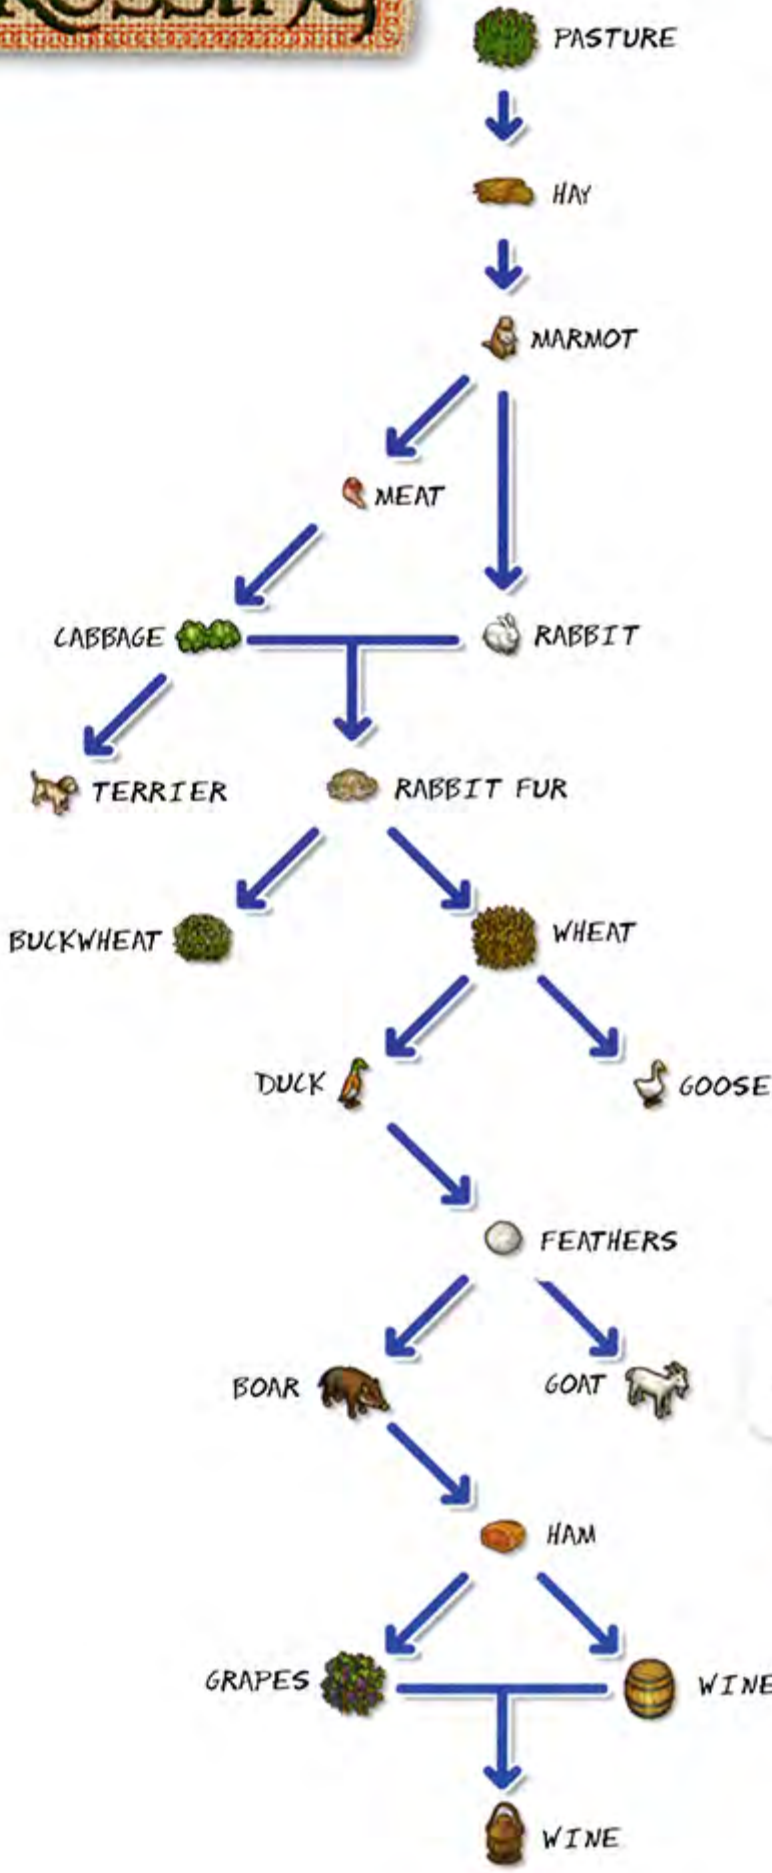 PASTURE
HAY
MARMOT
MEAT
CABBAGE
RABBIT
TERRIER
RABBIT FUR
BUCKWHEAT
WHEAT
DUCK
GOOSE
FEATHERS
BOAR
GOAT
HAM
GRAPES
WINE
WINE